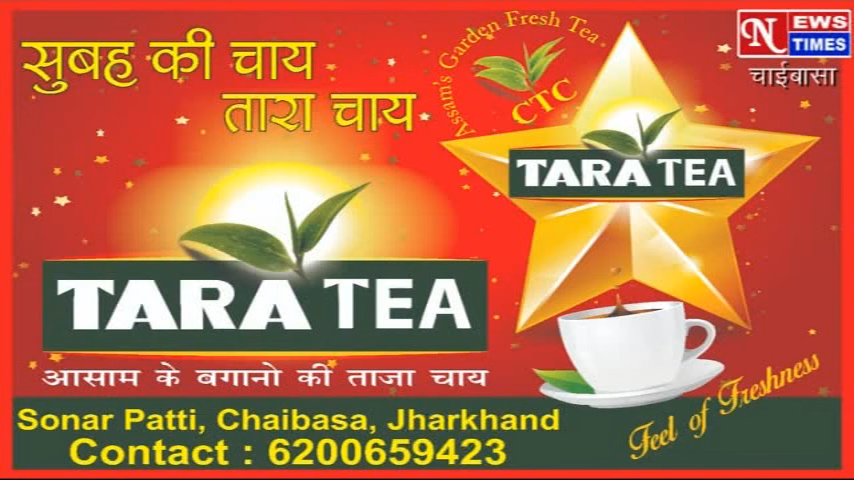 सुबह की चाय
तारा चाय
Assam's Garden Fresh Tea
CTC
NEWS
TIMES
चाईबासा
TARA TEA
TARA TEA
आसाम के बगानो की ताजा चाय
Feel of Freshness
Sonar Patti, Chaibasa, Jharkhand
Contact : 6200659423